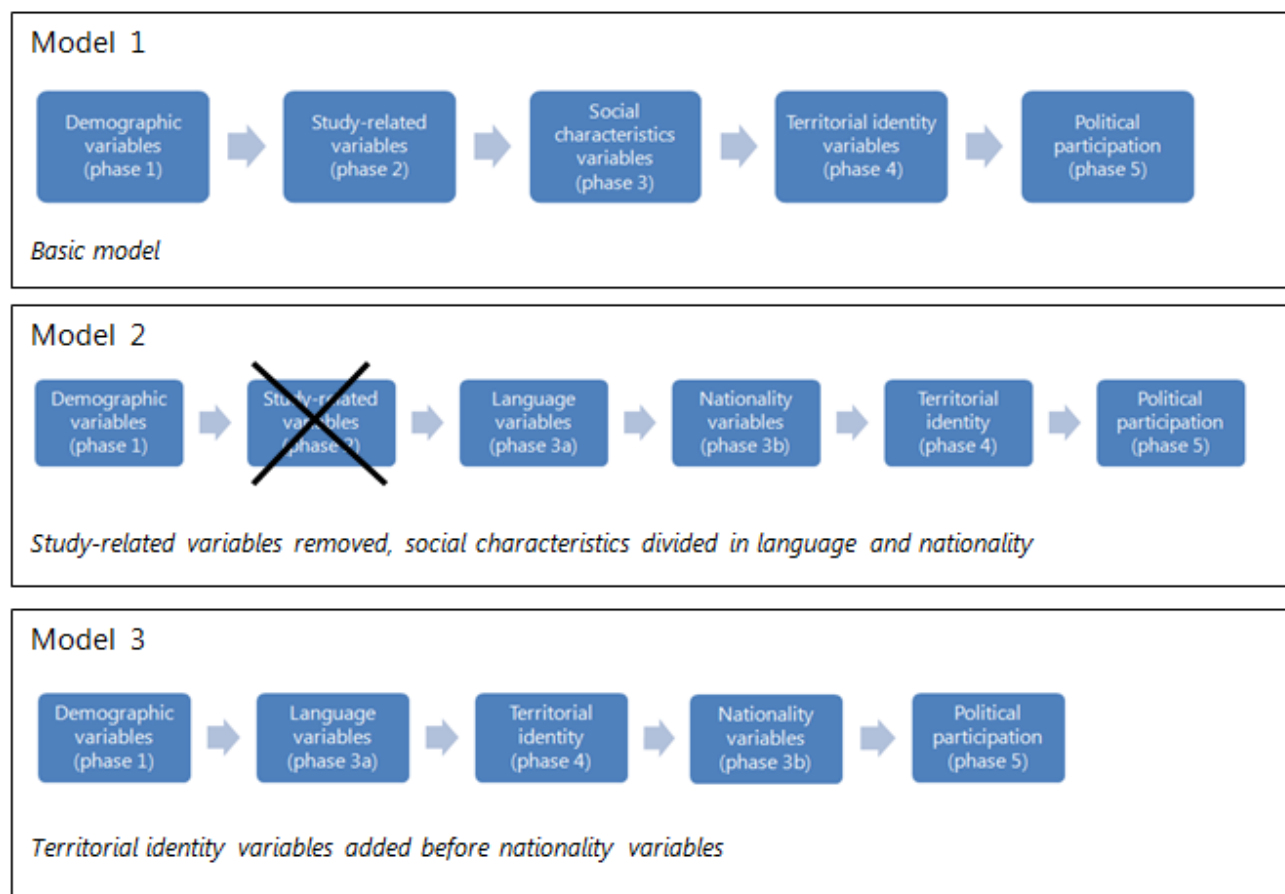 Model 1
Demographic
variables
(phase 1)
Study-related
variables
(phase 2)
Social
characteristics
variables
(phase 3)
Territorial identity
variables
(phase 4)
Political
participation
(phase 5)
Basic model
Model 2
Demographic
variables
(phase 1)
Study-related
variables
(phase 2)
Language
variables
(phase 3a)
Nationality
variables
(phase 3b)
Territorial
identity
(phase 4)
Political
participation
(phase 5)
Study-related variables removed, social characteristics divided in language and nationality
Model 3
Demographic
variables
(phase 1)
Language
variables
(phase 3a)
Territorial
identity
(phase 4)
Nationality
variables
(phase 3b)
Political
participation
(phase 5)
Territorial identity variables added before nationality variables